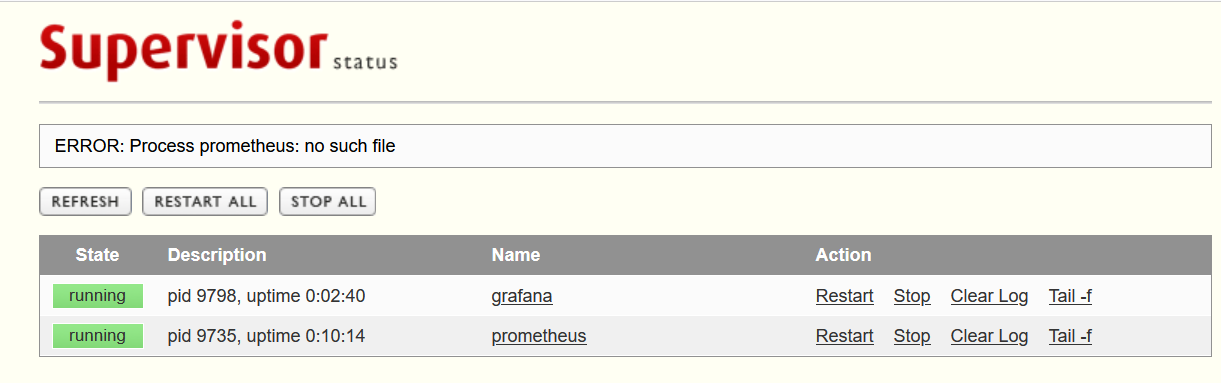 Supervisor status
ERROR: Process prometheus: no such file
REFRESH RESTART ALL STOP ALL
State Description Name Action
running pid 9798, uptime 0:02:40 grafana Restart Stop Clear Log Tail -f
running pid 9735, uptime 0:10:14 prometheus Restart Stop Clear Log Tail -f